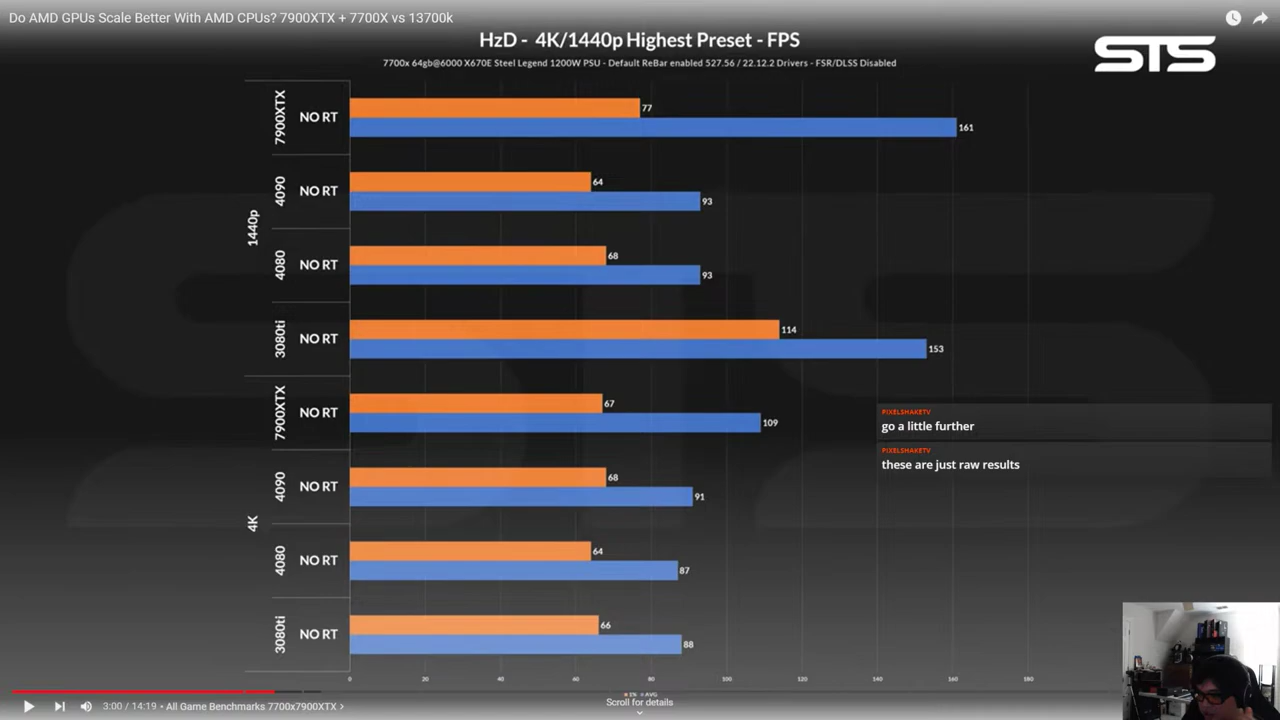 Do AMD GPUs Scale Better With AMD CPUs? 7900XTX + 7700X vs 13700k
HzD - 4K/1440p Highest Preset - FPS
7700x 64gb@6000 X670E Steel Legend 1200W PSU - Default ReBar enabled 527.56 / 22.12.2 Drivers - FSR/DLSS Disabled
STS
1440p
7900XTX NO RT 77
161
4090 NO RT 64
93
4080 NO RT 68
93
3080ti NO RT 114
153
4K
7900XTX NO RT 67
109
4090 NO RT 68
91
4080 NO RT 64
87
3080ti NO RT 66
88
PIXELSHAKETV
go a little further
PIXELSHAKETV
these are just raw results
0 20 40 60 80 100 120 140 160 180
1% AVG
Scroll for details
3:00 / 14:19 • All Game Benchmarks 7700x7900XTX >